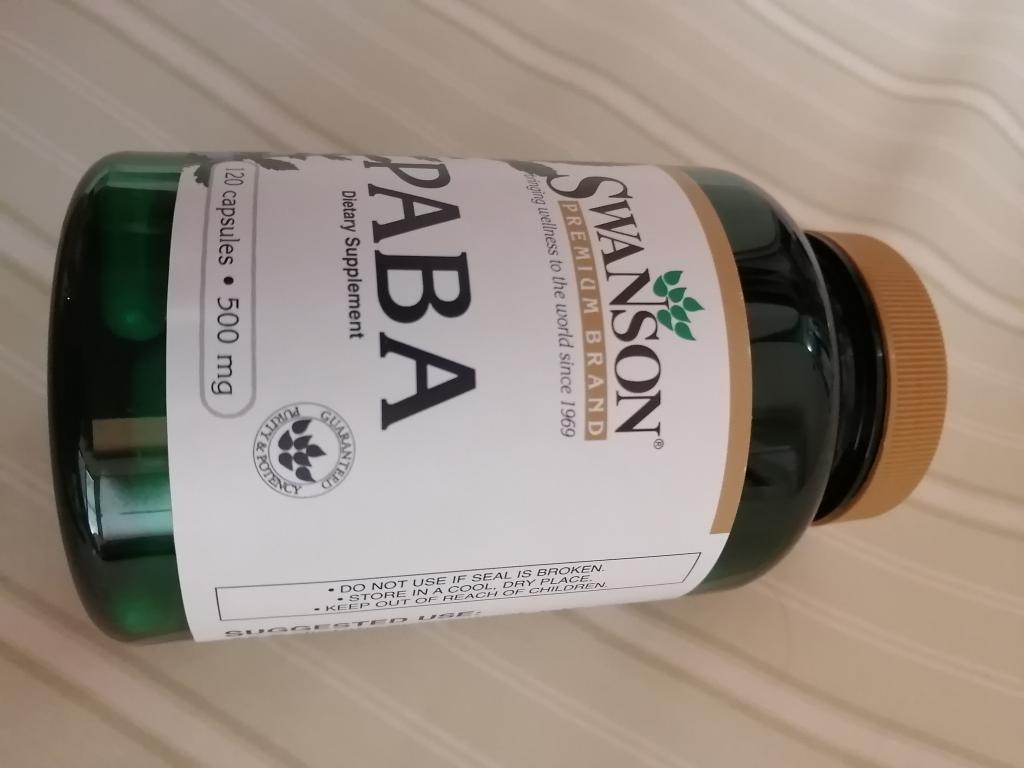 SWANSON®
PREMIUM BRAND
bringing wellness to the world since 1969
PABA
Dietary Supplement
120 capsules • 500 mg
GUARANTEED
PURITY & POTENCY
• DO NOT USE IF SEAL IS BROKEN.
• STORE IN A COOL, DRY PLACE.
• KEEP OUT OF REACH OF CHILDREN.
SUGGESTED USE: